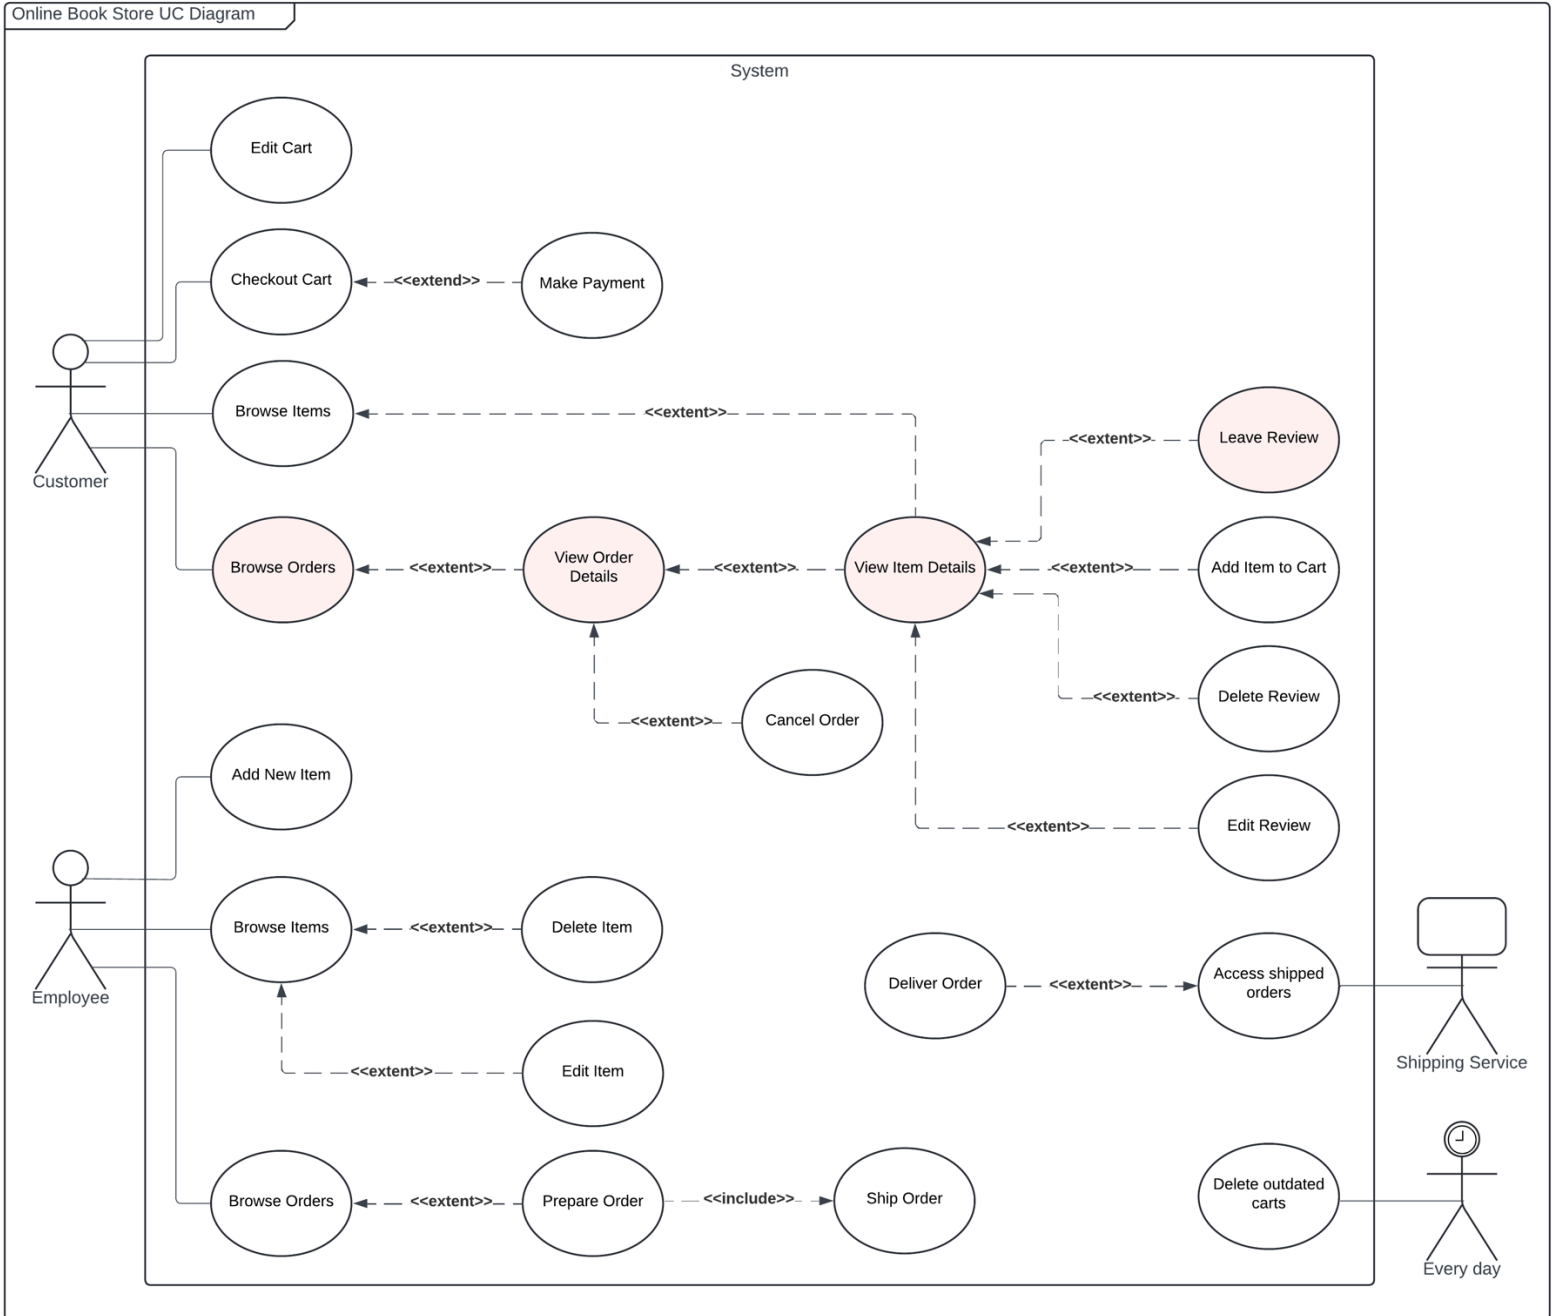 Online Book Store UC Diagram
System
Edit Cart
Checkout Cart
<<extend>>
Make Payment
Browse Items
<<extent>>
<<extent>>
Leave Review
Customer
Browse Orders
<<extent>>
View Order
Details
<<extent>>
View Item Details
<<extent>>
Add Item to Cart
<<extent>>
Delete Review
<<extent>>
Cancel Order
Add New Item
<<extent>>
Edit Review
Browse Items
<<extent>>
Delete Item
Employee
Deliver Order
<<extent>>
Access shipped
orders
Shipping Service
<<extent>>
Edit Item
Browse Orders
<<extent>>
Prepare Order
<<include>>
Ship Order
Delete outdated
carts
Every day